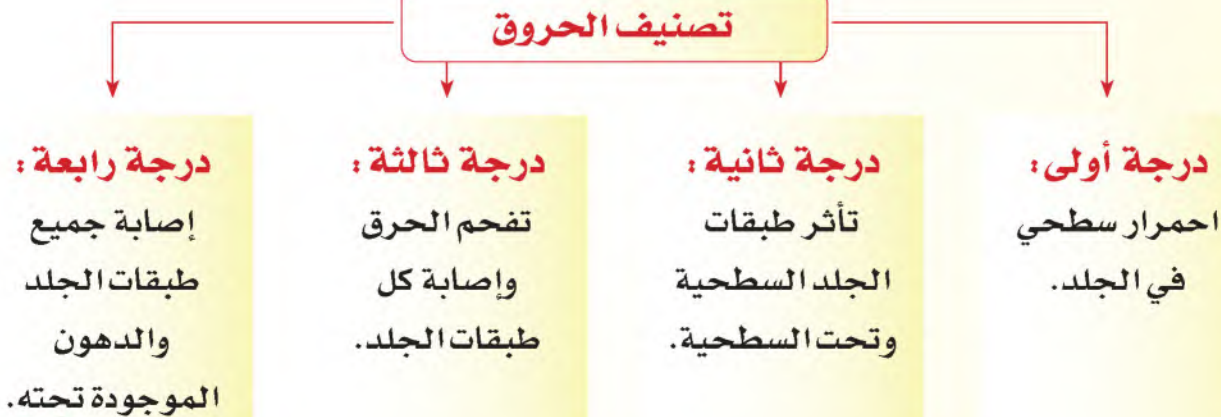 تصنيف الحروق
درجة أولى:
احمرار سطحي
في الجلد.
درجة ثانية:
تأثر طبقات
الجلد السطحية
وتحت السطحية.
درجة ثالثة:
تفحم الحرق
وإصابة كل
طبقات الجلد.
درجة رابعة:
إصابة جميع
طبقات الجلد
والدهون
الموجودة تحته.